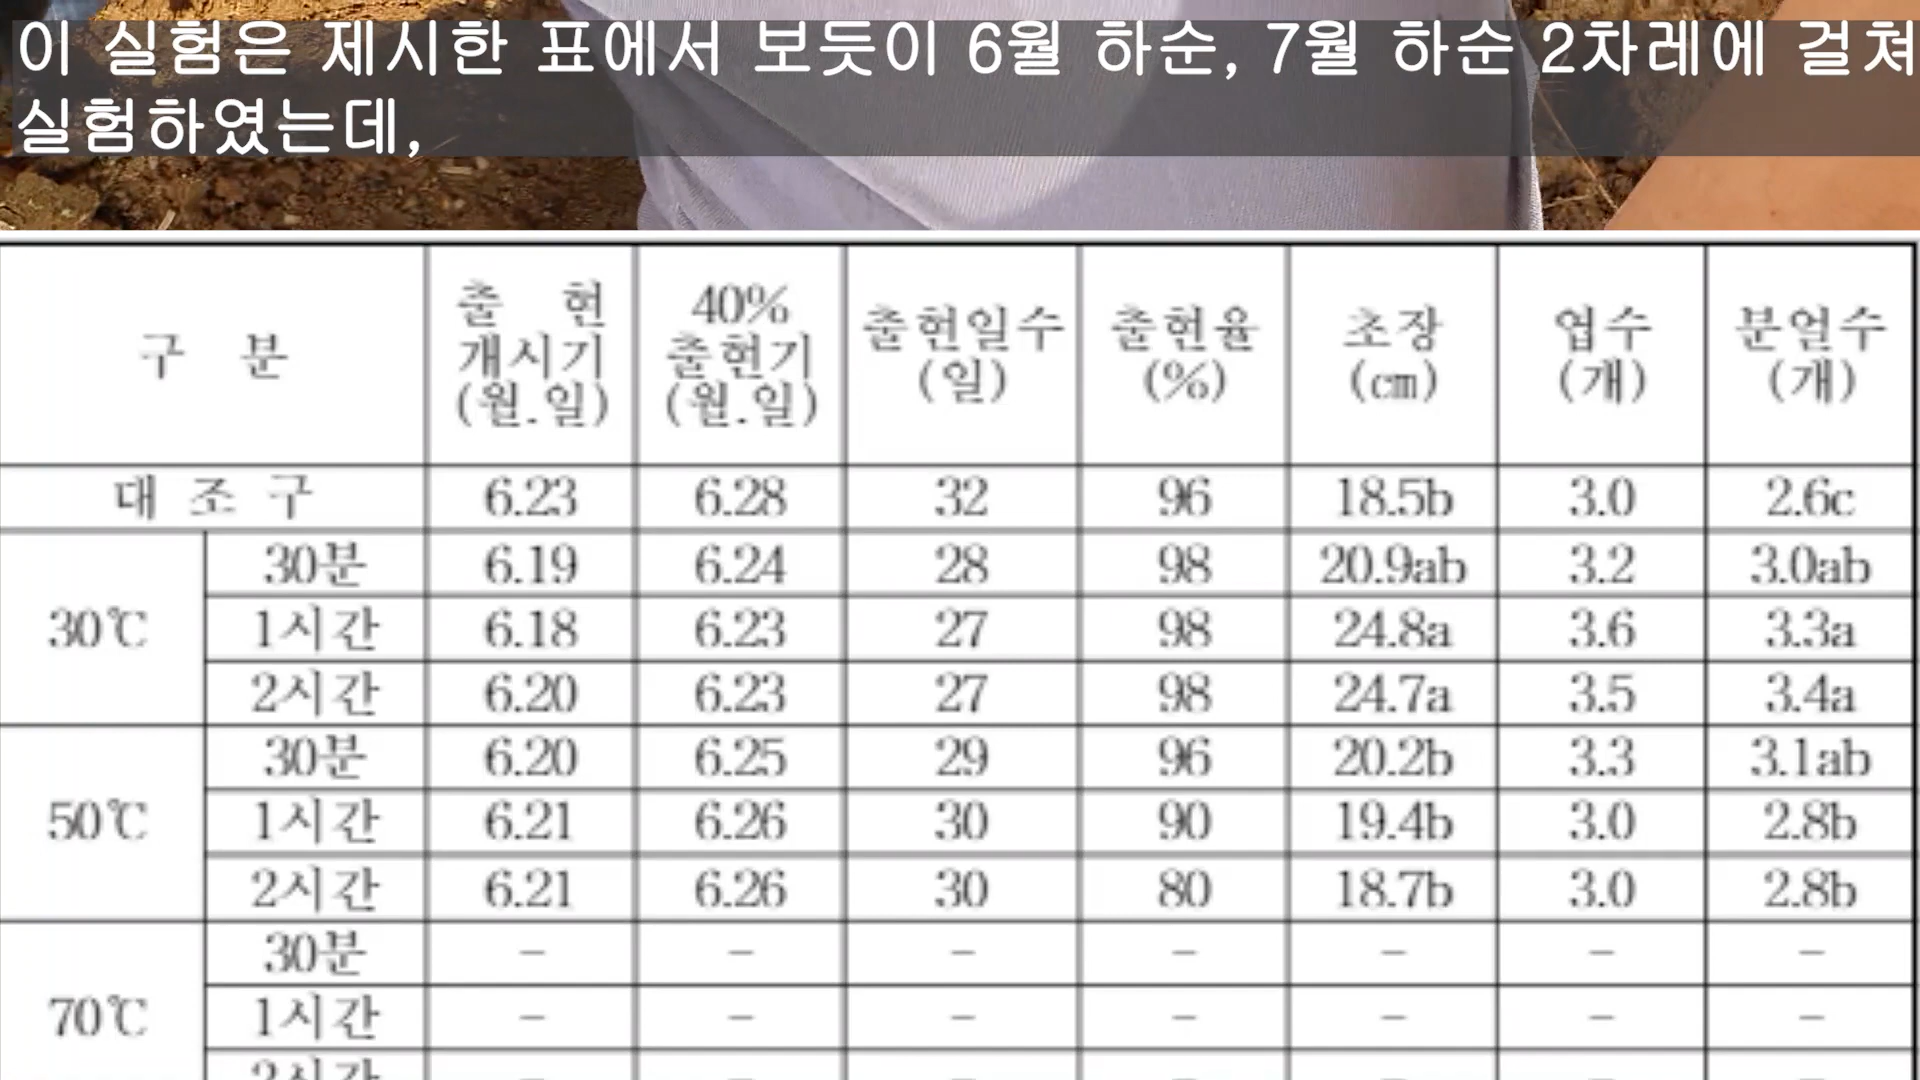 이 실험은 제시한 표에서 보듯이 6월 하순, 7월 하순 2차레에 걸쳐
실험하였는데,
구 분 출 현 개시기 (월.일) 40% 출현기 (월.일) 출현일수 (일) 출현율 (%) 초장 (cm) 엽수 (개) 분얼수 (개)
대 조 구 6.23 6.28 32 96 18.5b 3.0 2.6c
30℃ 30분 6.19 6.24 28 98 20.9ab 3.2 3.0ab
1시간 6.18 6.23 27 98 24.8a 3.6 3.3a
2시간 6.20 6.23 27 98 24.7a 3.5 3.4a
50℃ 30분 6.20 6.25 29 96 20.2b 3.3 3.1ab
1시간 6.21 6.26 30 90 19.4b 3.0 2.8b
2시간 6.21 6.26 30 80 18.7b 3.0 2.8b
70℃ 30분 - - - - - - -
1시간 - - - - - - -
2시간 - - - - - - -